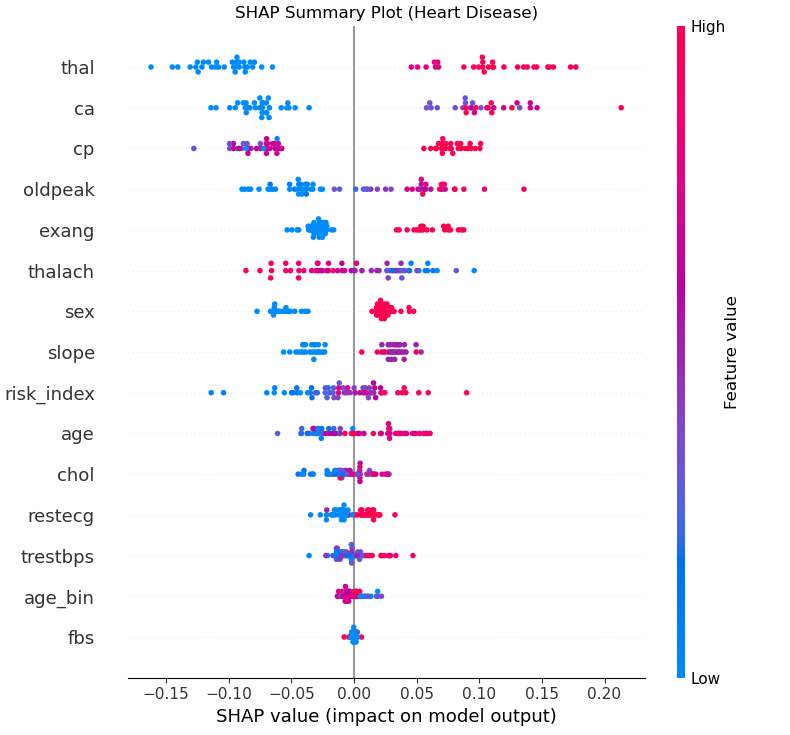 SHAP Summary Plot (Heart Disease)
High
thal
ca
cp
oldpeak
exang
thalach
sex
slope
risk_index
age
chol
restecg
trestbps
age_bin
fbs
Feature value
Low
−0.15 −0.10 −0.05 0.00 0.05 0.10 0.15 0.20
SHAP value (impact on model output)